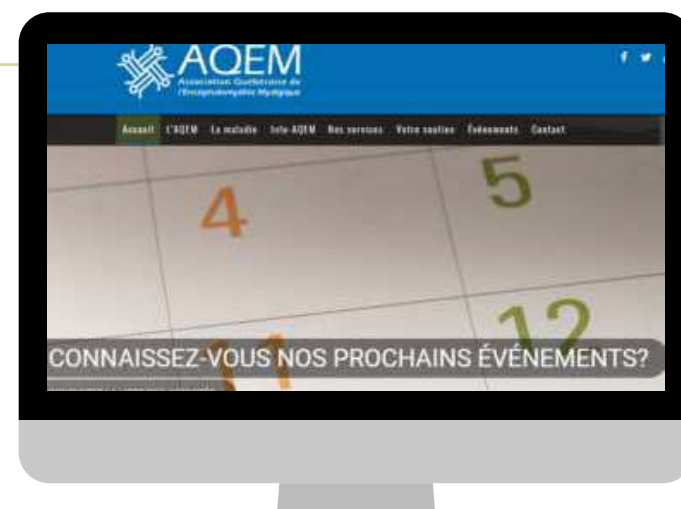 AQEM
Association Québécoise de
l'Encéphalomyélite Myalgique
Accueil L'AQEM La maladie Info-AQEM Nos services Votre soutien Événements Contact
4
5
11
12
CONNAISSEZ-VOUS NOS PROCHAINS ÉVÉNEMENTS?